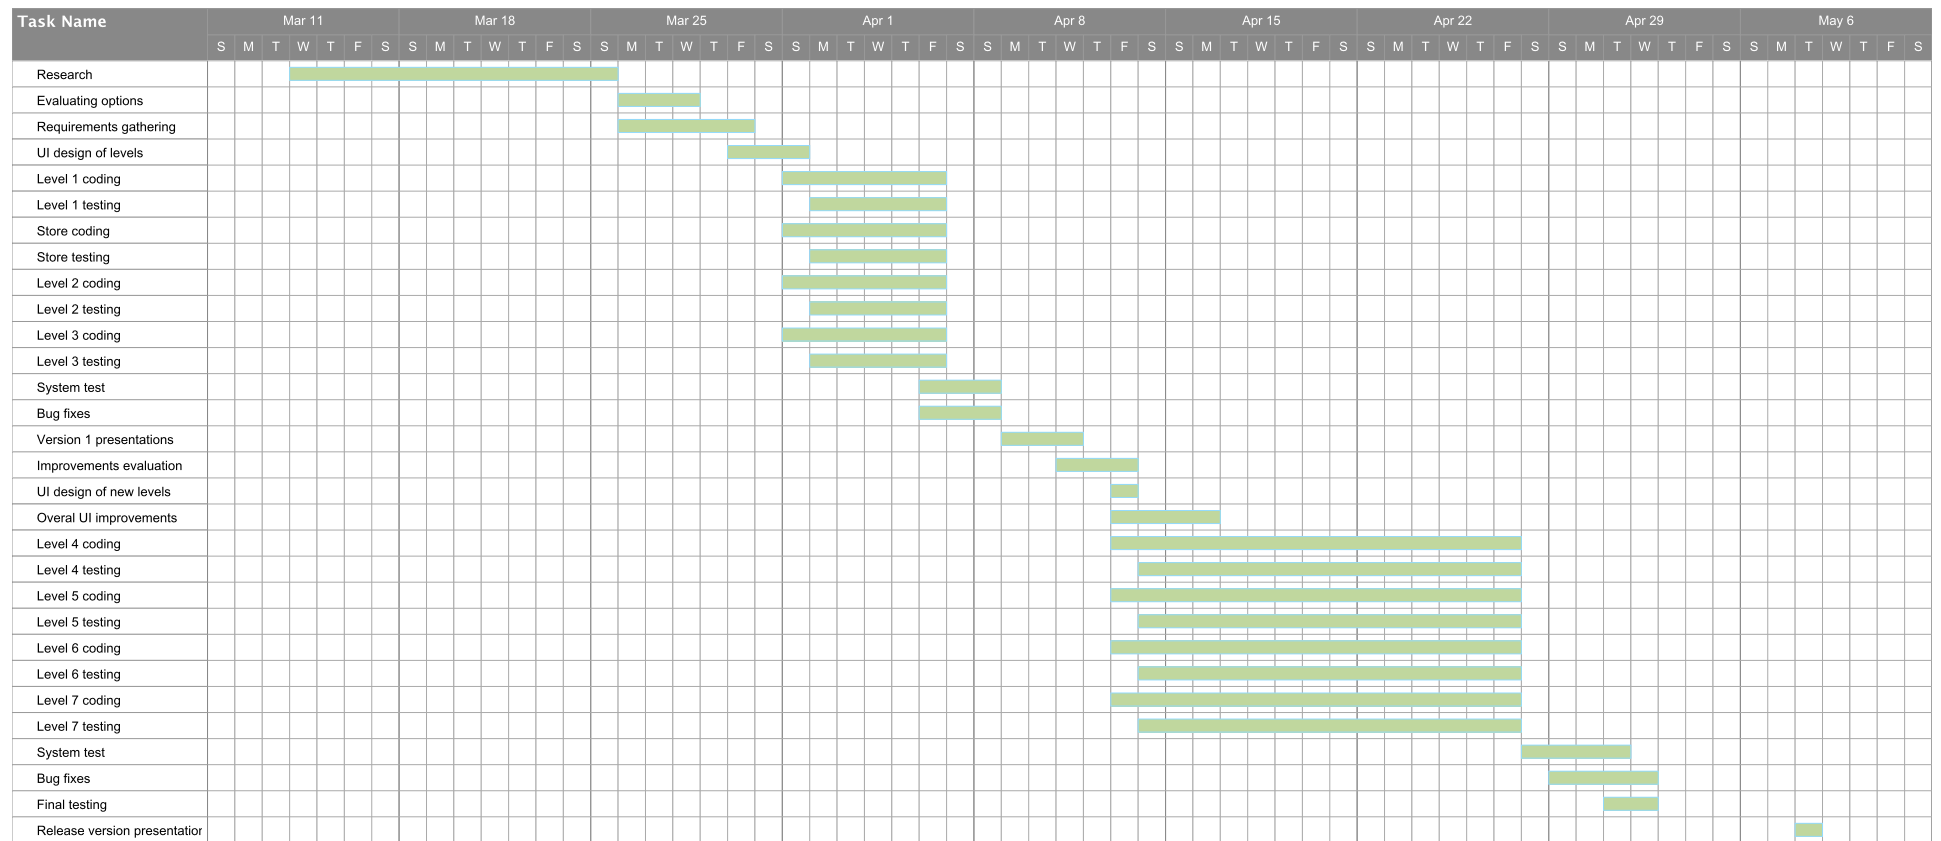 Task Name Mar 11 Mar 18 Mar 25 Apr 1 Apr 8 Apr 15 Apr 22 Apr 29 May 6
S M T W T F S S M T W T F S S M T W T F S S M T W T F S S M T W T F S S M T W T F S S M T W T F S S M T W T F S S M T W T F S
Research
Evaluating options
Requirements gathering
UI design of levels
Level 1 coding
Level 1 testing
Store coding
Store testing
Level 2 coding
Level 2 testing
Level 3 coding
Level 3 testing
System test
Bug fixes
Version 1 presentations
Improvements evaluation
UI design of new levels
Overal UI improvements
Level 4 coding
Level 4 testing
Level 5 coding
Level 5 testing
Level 6 coding
Level 6 testing
Level 7 coding
Level 7 testing
System test
Bug fixes
Final testing
Release version presentation